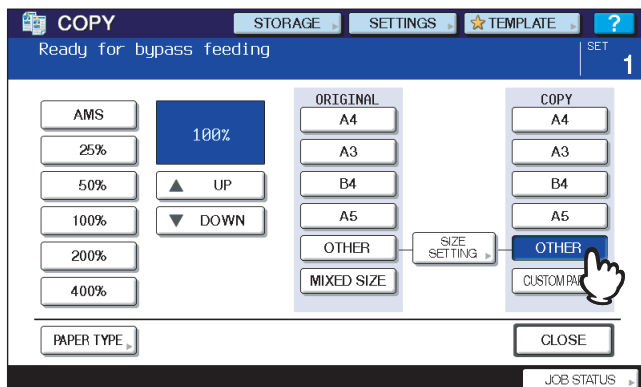 COPY STORAGE SETTINGS TEMPLATE ?
Ready for bypass feeding SET
1
ORIGINAL COPY
AMS 100% A4 A4
25% A3 A3
50% UP B4 B4
100% DOWN A5 A5
200% OTHER SIZE SETTING OTHER
400% MIXED SIZE CUSTOM
PAPER TYPE CLOSE
JOB STATUS